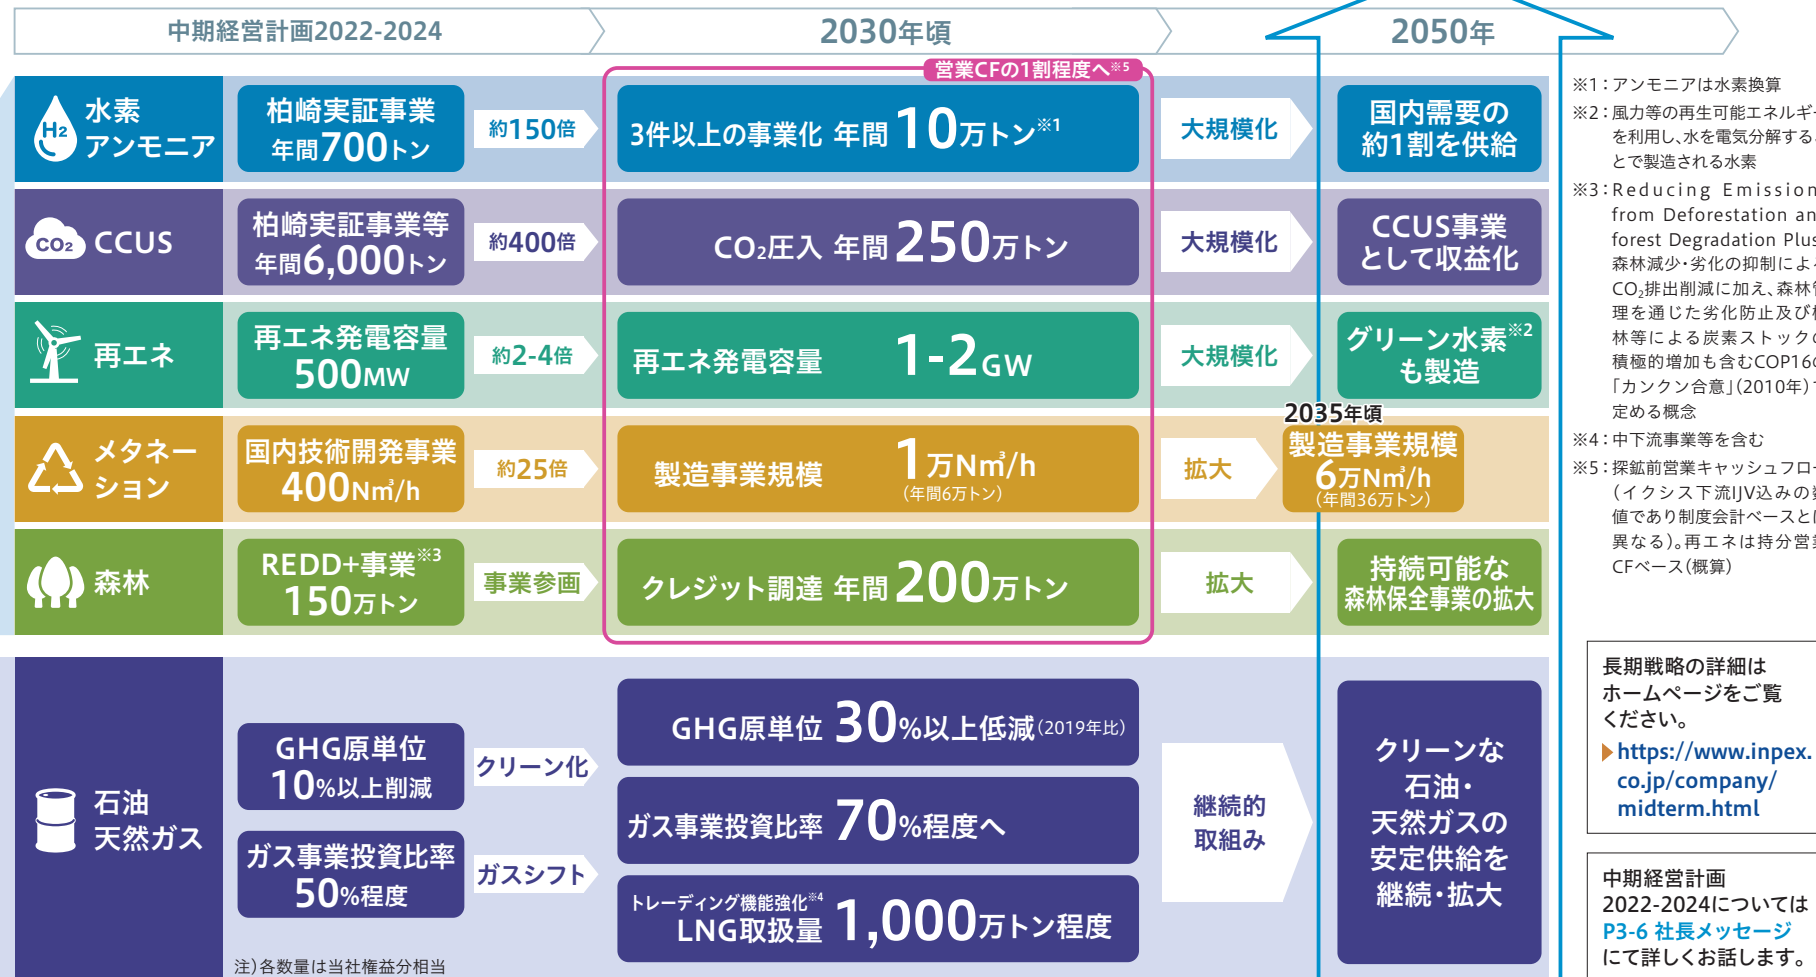 中期経営計画2022-2024
2030年頃
2050年
営業CFの1割程度へ※5
水素
アンモニア
柏崎実証事業
年間700トン
約150倍
3件以上の事業化 年間10万トン※1
大規模化
国内需要の
約1割を供給
CO₂ CCUS
柏崎実証事業等
年間6,000トン
約400倍
CO₂圧入 年間250万トン
大規模化
CCUS事業
として収益化
再エネ
再エネ発電容量
500MW
約2-4倍
再エネ発電容量 1-2GW
大規模化
グリーン水素※2
も製造
メタネー
ション
国内技術開発事業
400N㎥/h
約25倍
製造事業規模 1万N㎥/h
(年間6万トン)
拡大
2035年頃
製造事業規模
6万N㎥/h
(年間36万トン)
森林
REDD+事業※3
150万トン
事業参画
クレジット調達 年間200万トン
拡大
持続可能な
森林保全事業の拡大
石油
天然ガス
GHG原単位
10%以上削減
クリーン化
ガス事業投資比率
50%程度
ガスシフト
GHG原単位 30%以上低減(2019年比)
ガス事業投資比率 70%程度へ
トレーディング機能強化※4
LNG取扱量 1,000万トン程度
継続的
取組み
クリーンな
石油・
天然ガスの
安定供給を
継続・拡大
注)各数量は当社権益分相当
※1:アンモニアは水素換算
※2:風力等の再生可能エネルギー
を利用し、水を電気分解する
とで製造される水素
※3:Reducing Emission
from Deforestation an
forest Degradation Plus
森林減少・劣化の抑制によ
CO₂排出削減に加え、森林
理を通じた劣化防止及び
林等による炭素ストックの
積極的増加も含むCOP16の
「カンクン合意」(2010年)
定める概念
※4:中下流事業等を含む
※5:探鉱前営業キャッシュフロー
(イクシス下流IJV込みの
値であり制度会計ベースと
異なる)。再エネは持分営
CFベース(概算)
長期戦略の詳細は
ホームページをご覧
ください。
https://www.inpex.
co.jp/company/
midterm.html
中期経営計画
2022-2024については
P3-6 社長メッセージ
にて詳しくお話します。